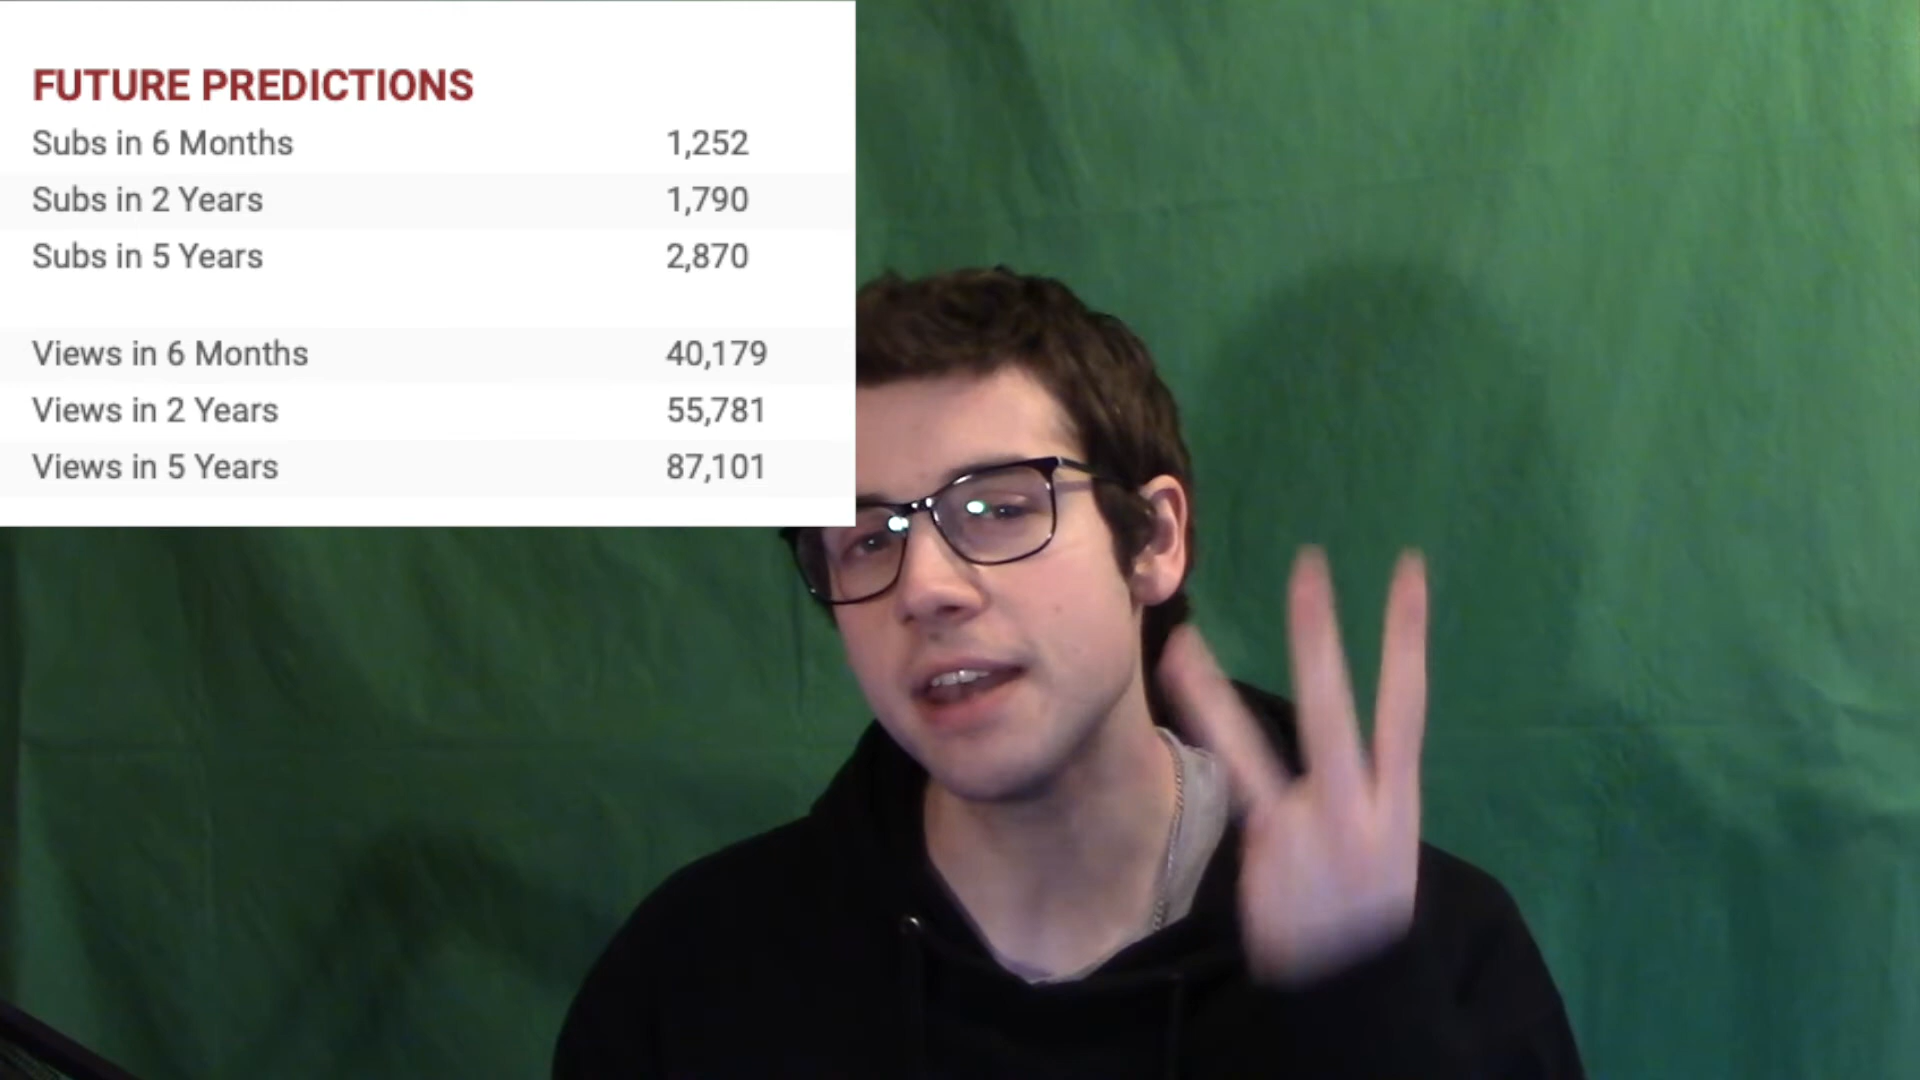 FUTURE PREDICTIONS
Subs in 6 Months 1,252
Subs in 2 Years 1,790
Subs in 5 Years 2,870
Views in 6 Months 40,179
Views in 2 Years 55,781
Views in 5 Years 87,101